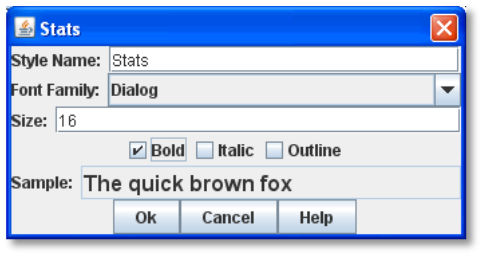 Stats
Style Name: Stats
Font Family: Dialog
Size: 16
Bold Italic Outline
Sample: The quick brown fox
Ok Cancel Help